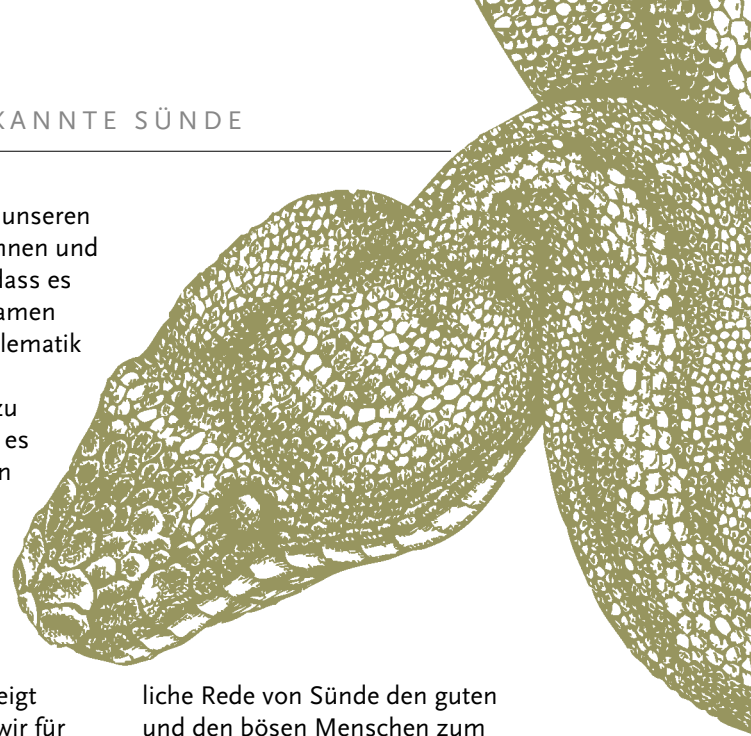 KANNTE SÜNDE
unseren
nnen und
dass es
amen
lematik
zu
es
n
eigt
wir für
liche Rede von Sünde den guten
und den bösen Menschen zum